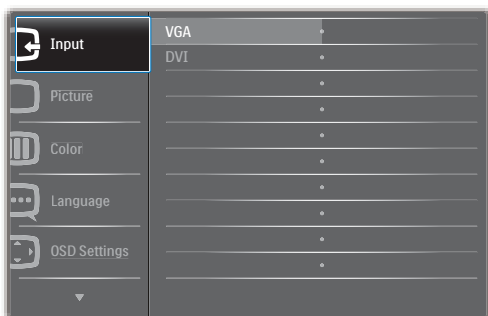 Input
VGA
DVI
Picture
Color
Language
OSD Settings